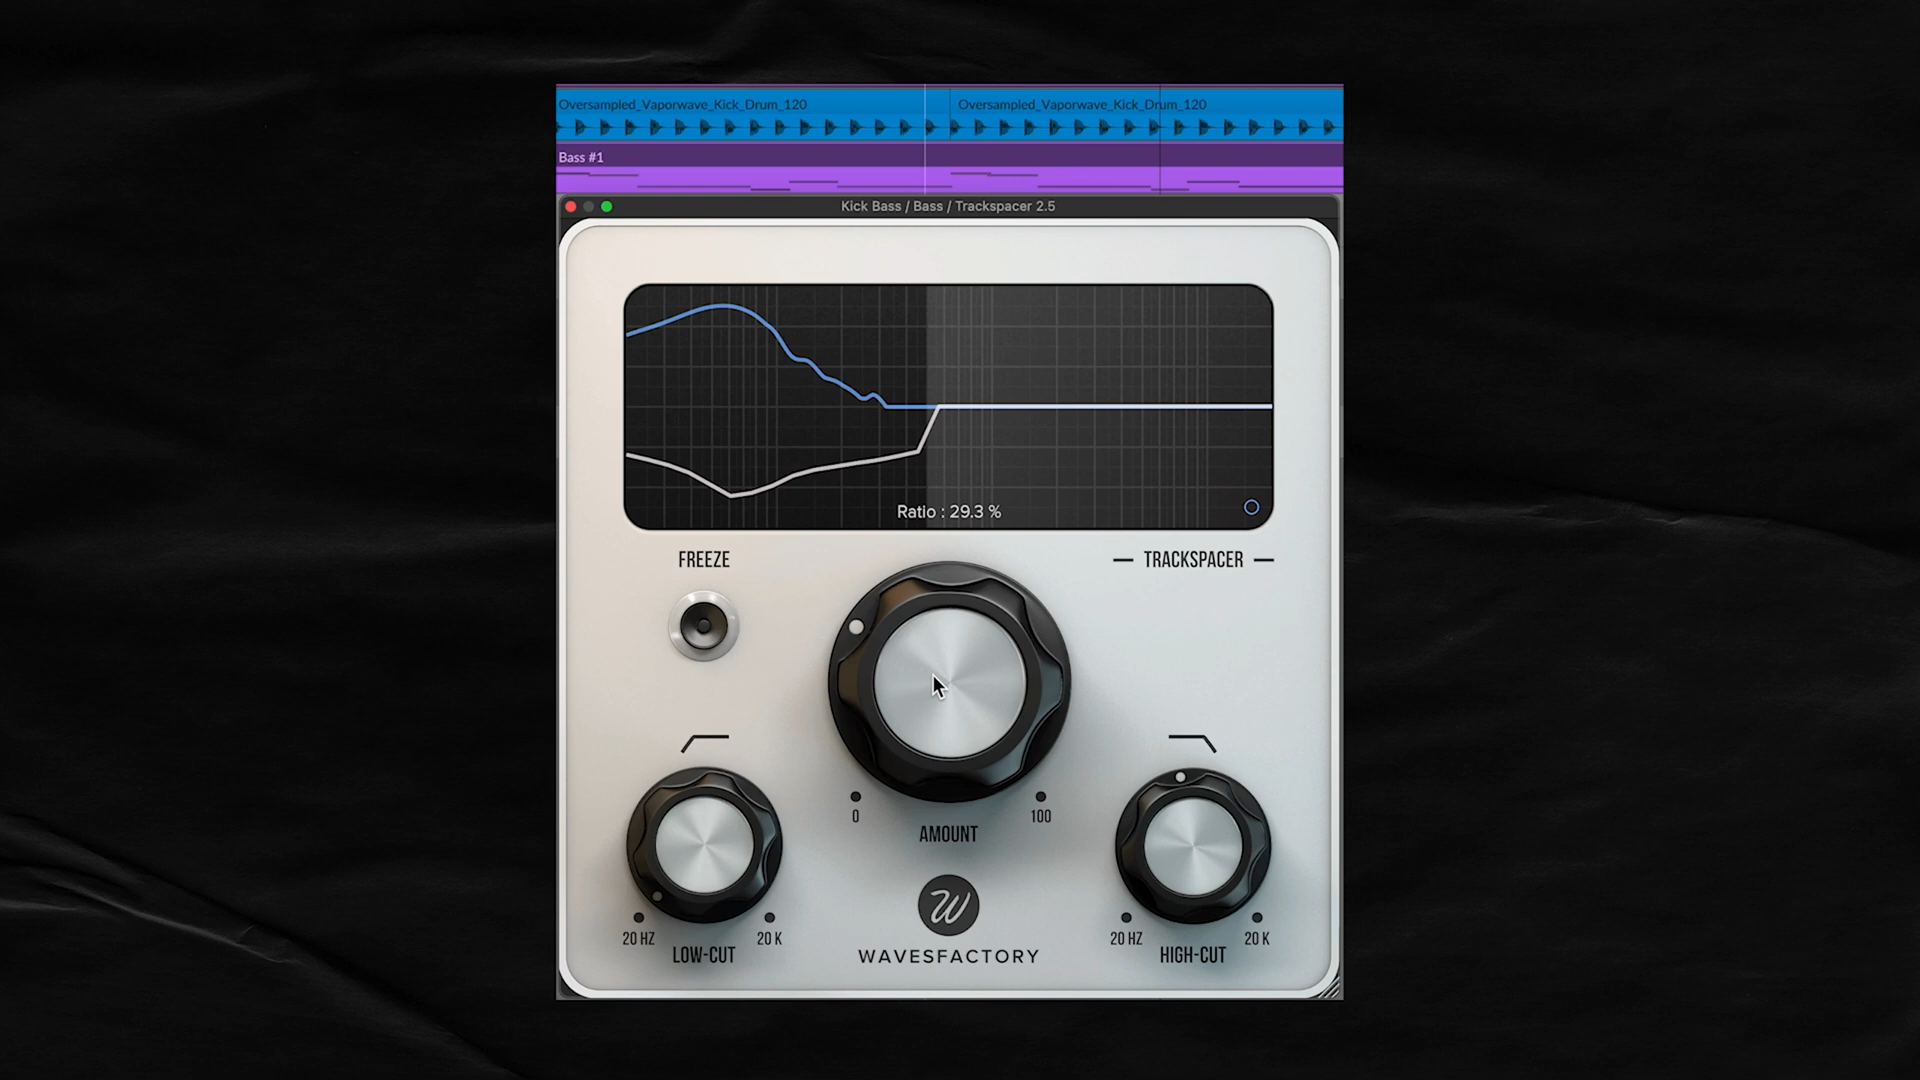 Oversampled_Vaporwave_Kick_Drum_120
Oversampled_Vaporwave_Kick_Drum_120
Bass #1
Kick Bass / Bass / Trackspacer 2.5
Ratio : 29.3 %
FREEZE
TRACKSPACER
0
100
AMOUNT
20 HZ
20 K
LOW-CUT
20 HZ
20 K
HIGH-CUT
W
WAVESFACTORY